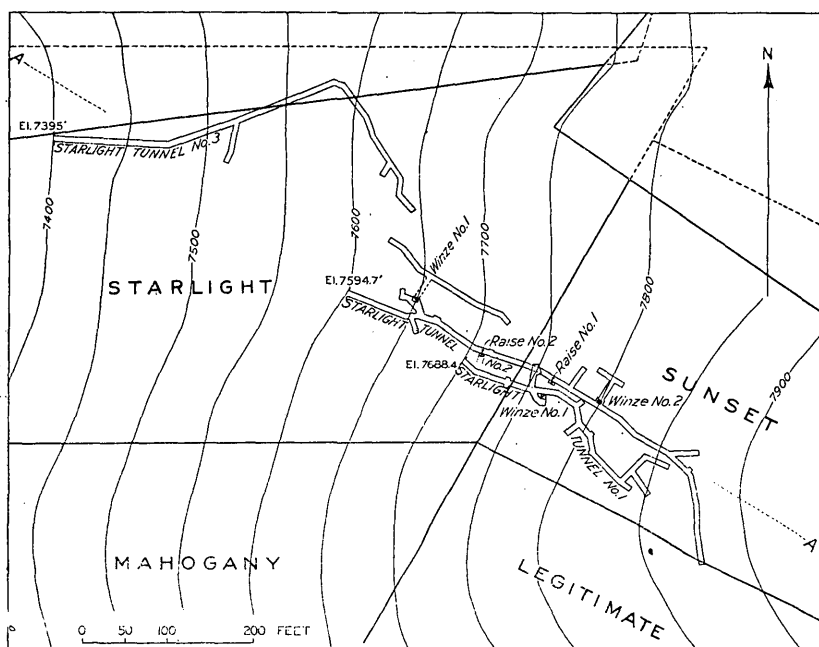 A
N
El. 7395'
STARLIGHT TUNNEL No. 3
7400
7500
7600
7700
7800
7900
Winze No. 1
STARLIGHT
El. 7594.7'
STARLIGHT TUNNEL No. 2
Raise No. 2
Raise No. 1
El. 7688.4
STARLIGHT TUNNEL No. 1
Winze No. 1
Winze No. 2
SUNSET
A
MAHOGANY
LEGITIMATE
0 50 100 200 FEET